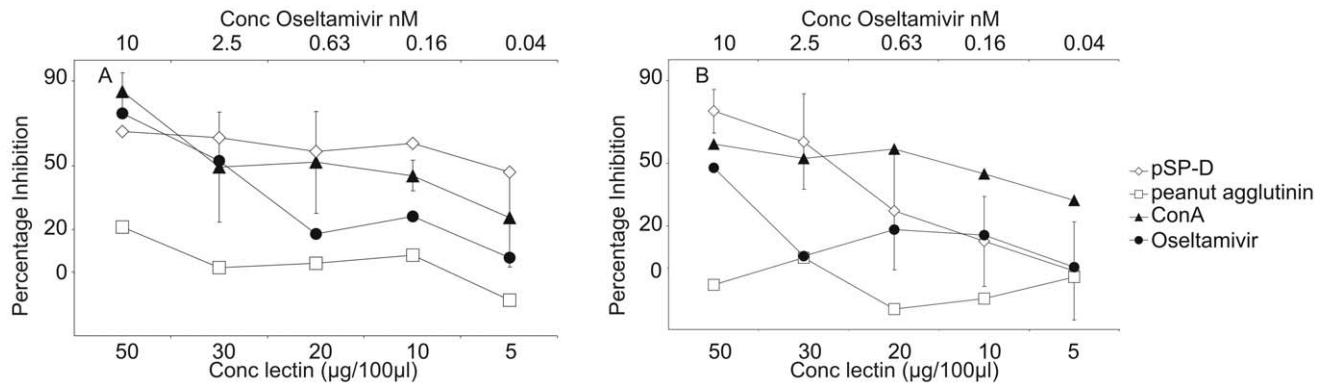 Conc Oseltamivir nM
10 2.5 0.63 0.16 0.04
A
90
50
20
0
Percentage Inhibition
50 30 20 10 5
Conc lectin (µg/100µl)
Conc Oseltamivir nM
10 2.5 0.63 0.16 0.04
B
90
50
20
0
Percentage Inhibition
50 30 20 10 5
Conc lectin (µg/100µl)
pSP-D
peanut agglutinin
ConA
Oseltamivir